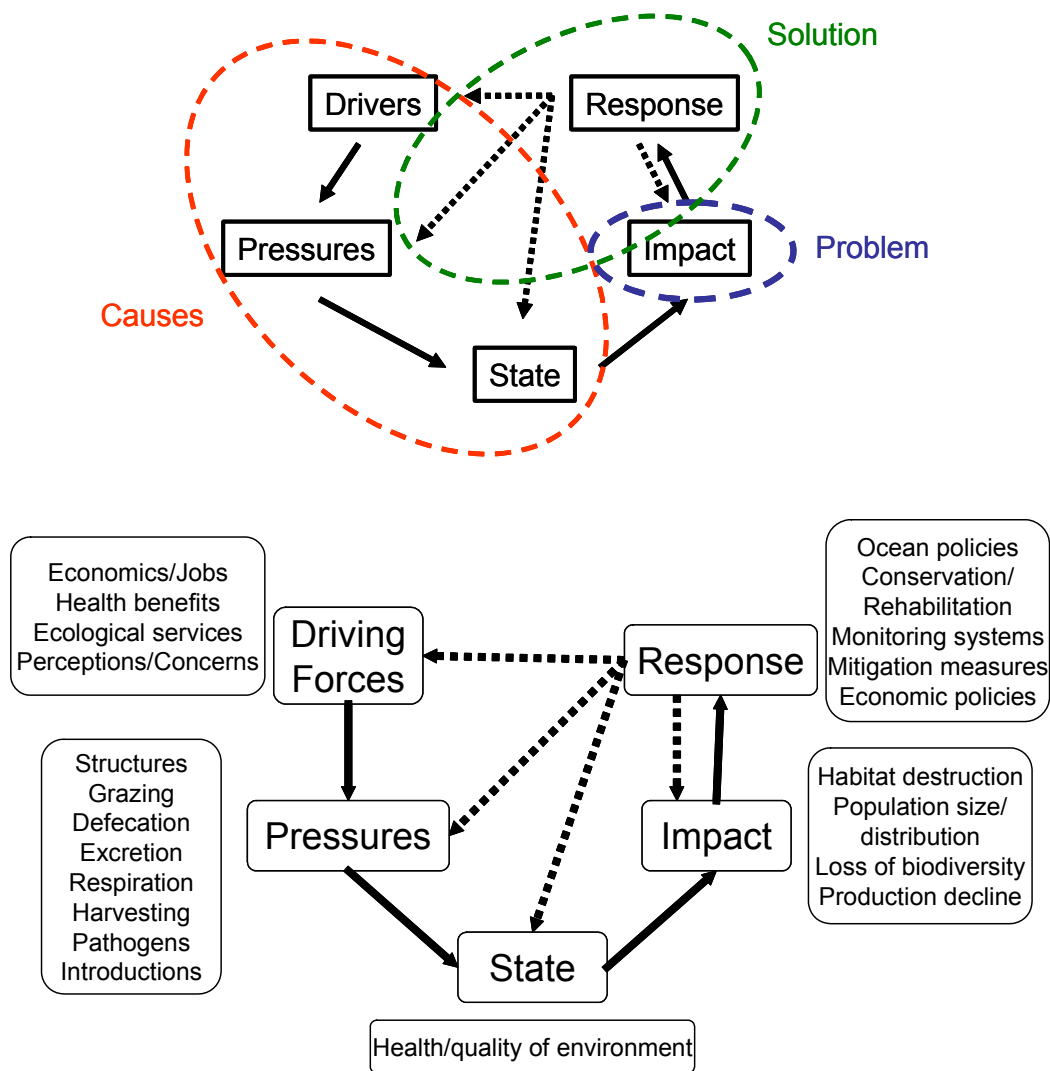 Solution
Drivers
Response
Pressures
Impact
Problem
Causes
State
Economics/Jobs
Health benefits
Ecological services
Perceptions/Concerns
Driving
Forces
Response
Ocean policies
Conservation/
Rehabilitation
Monitoring systems
Mitigation measures
Economic policies
Structures
Grazing
Defecation
Excretion
Respiration
Harvesting
Pathogens
Introductions
Pressures
Impact
Habitat destruction
Population size/
distribution
Loss of biodiversity
Production decline
State
Health/quality of environment